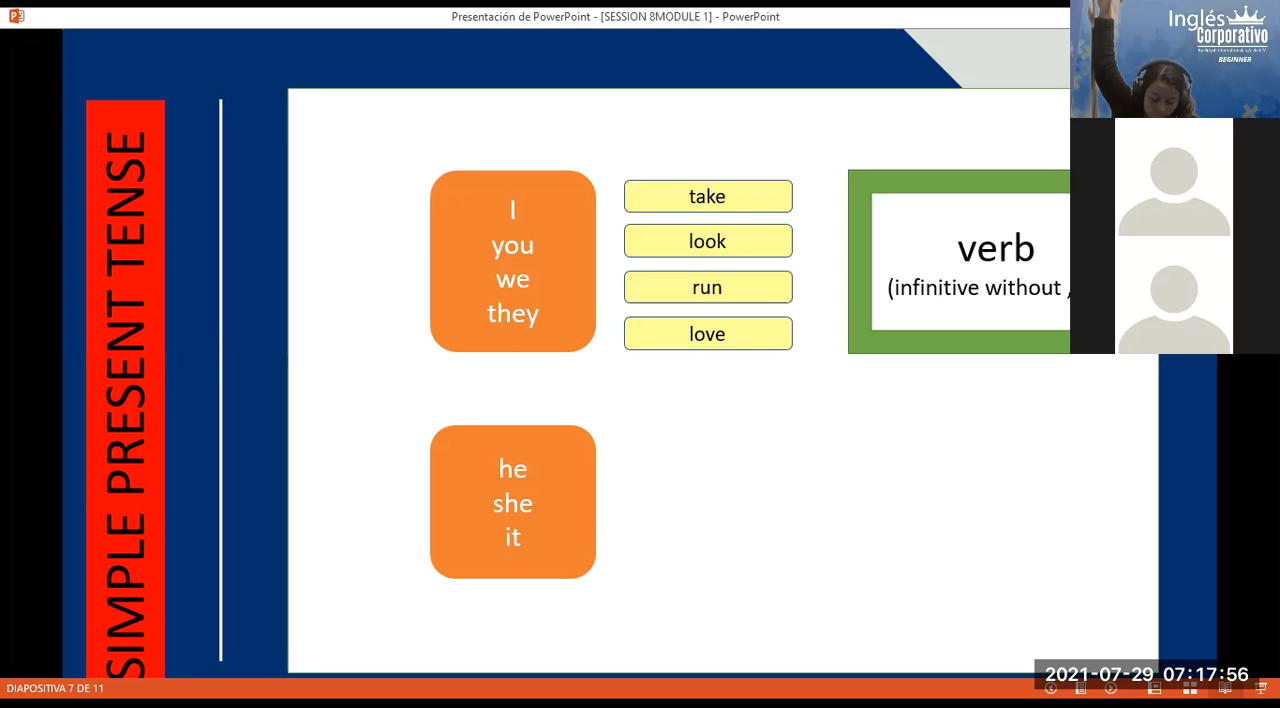 Presentación de PowerPoint - [SESSION 8MODULE 1] - PowerPoint
Inglés
Corporativo
BEGINNER
SIMPLE PRESENT TENSE
I
you
we
they
take
look
run
love
verb
(infinitive without
he
she
it
2021-07-29 07:17:56
DIAPOSITIVA 7 DE 11